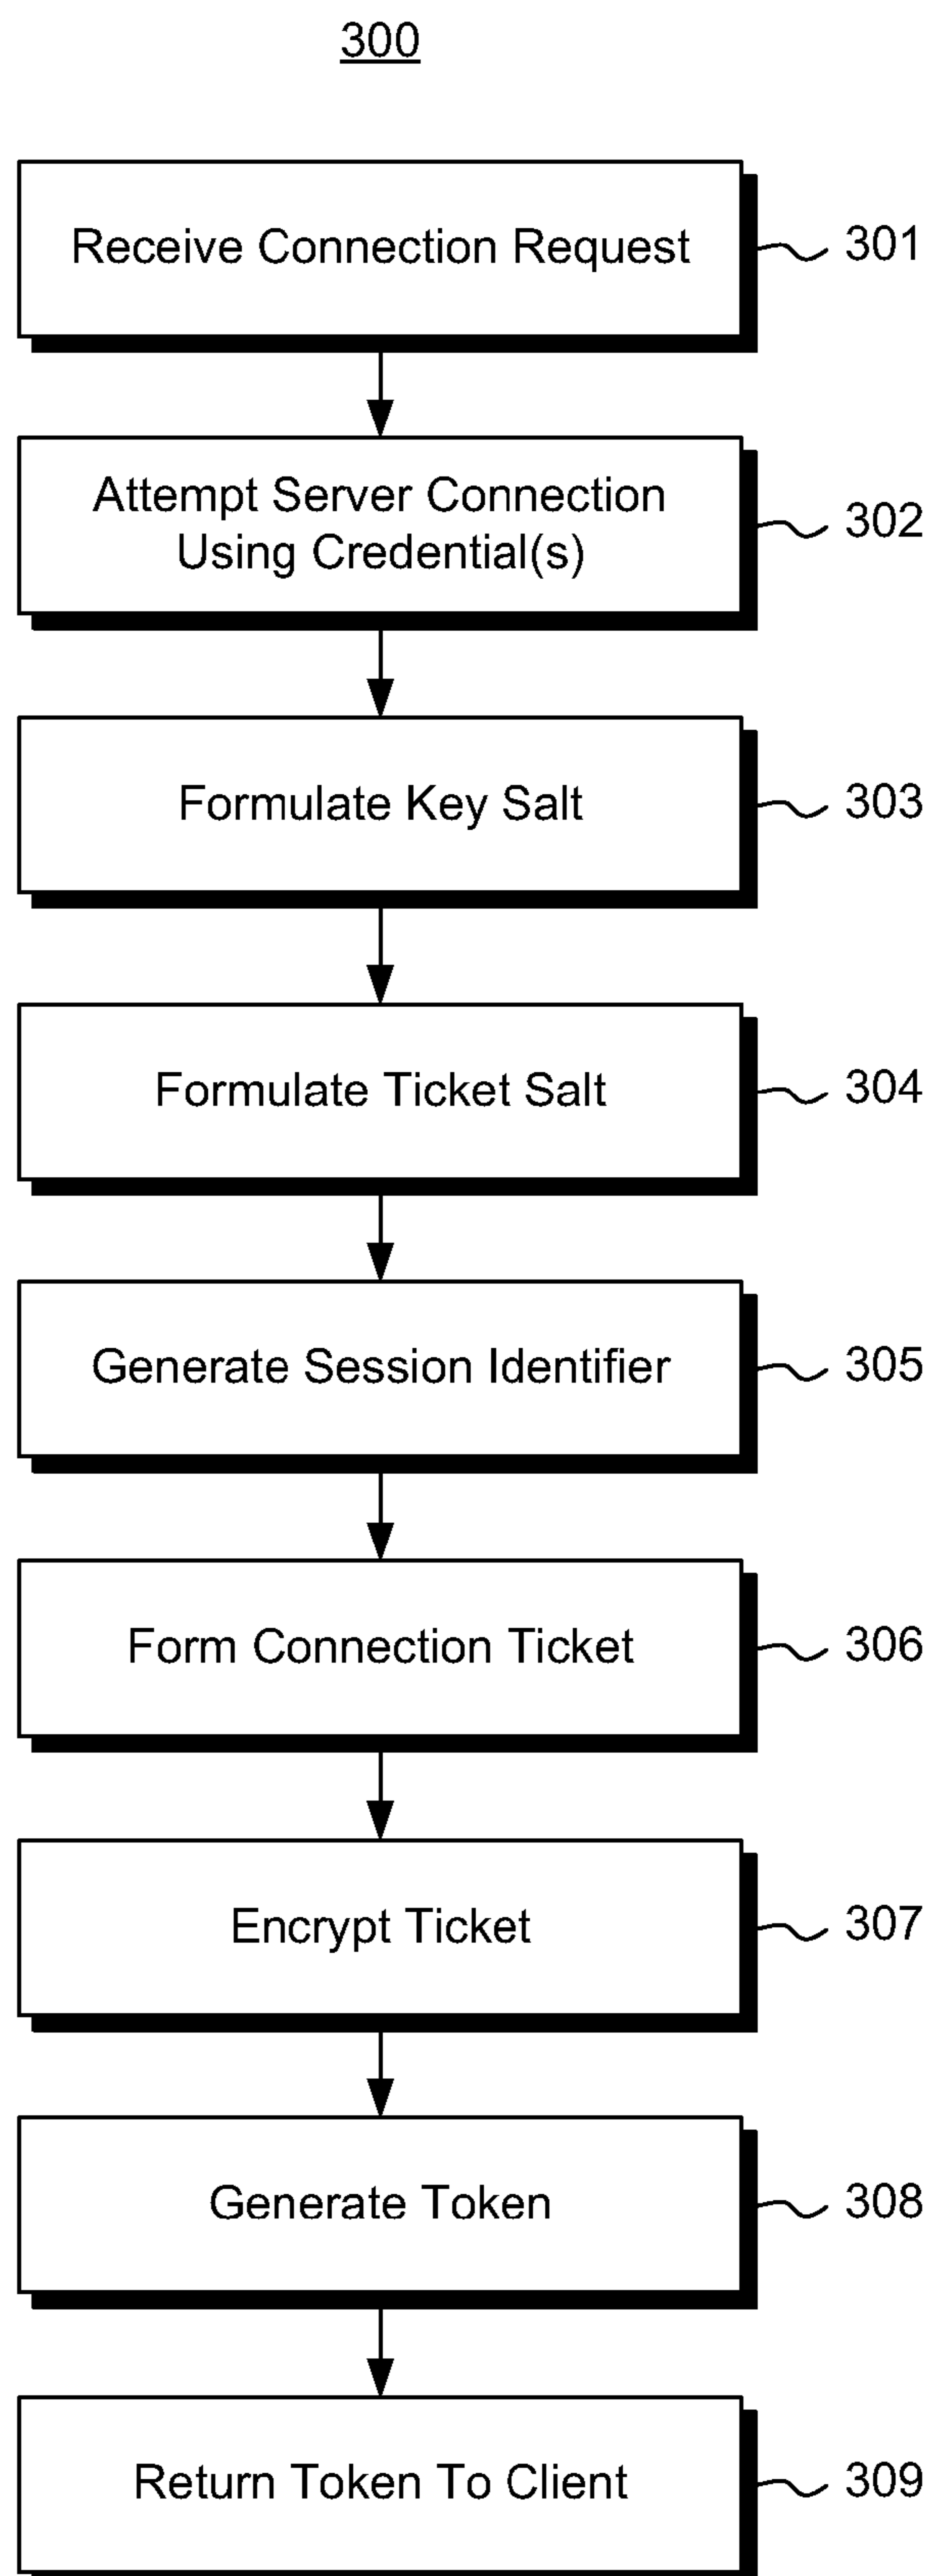 300
Receive Connection Request
301
Attempt Server Connection
Using Credential(s)
302
Formulate Key Salt
303
Formulate Ticket Salt
304
Generate Session Identifier
305
Form Connection Ticket
306
Encrypt Ticket
307
Generate Token
308
Return Token To Client
309